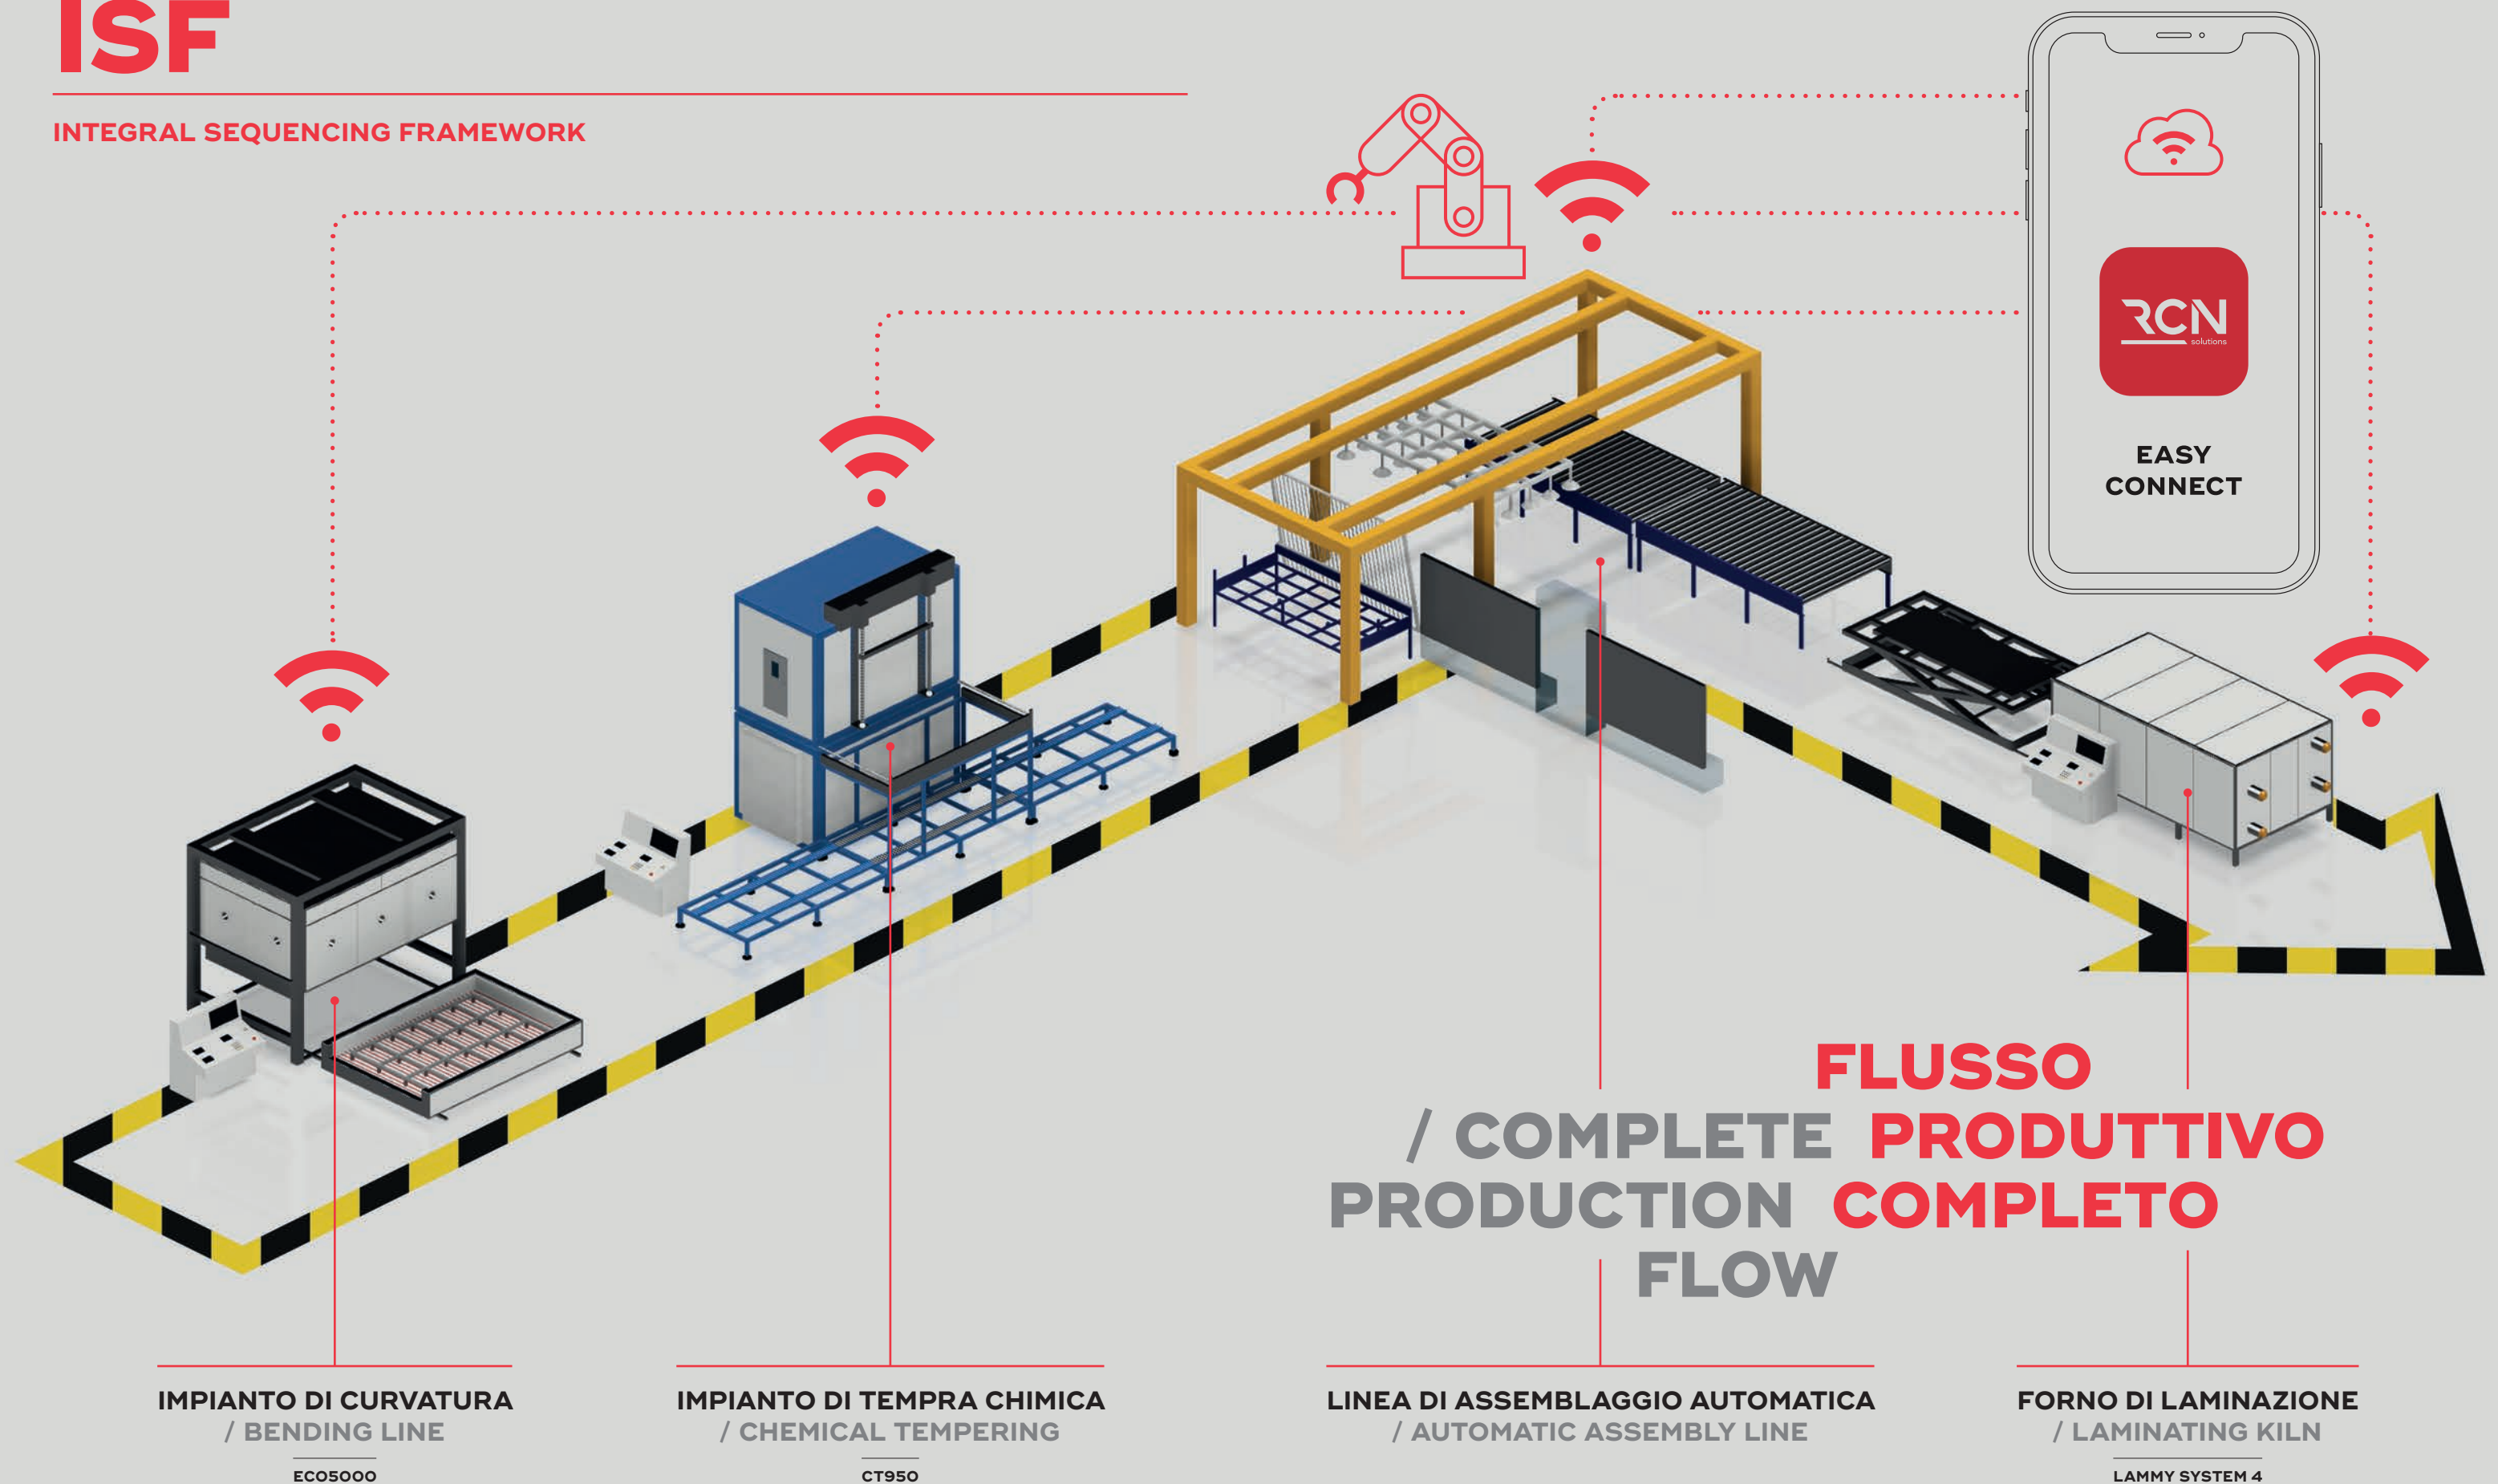 ISF
INTEGRAL SEQUENCING FRAMEWORK
RCN
solutions
EASY
CONNECT
FLUSSO
PRODUTTIVO
COMPLETO
/ COMPLETE
PRODUCTION
FLOW
IMPIANTO DI CURVATURA
/ BENDING LINE
ECO5000
IMPIANTO DI TEMPRA CHIMICA
/ CHEMICAL TEMPERING
CT950
LINEA DI ASSEMBLAGGIO AUTOMATICA
/ AUTOMATIC ASSEMBLY LINE
FORNO DI LAMINAZIONE
/ LAMINATING KILN
LAMMY SYSTEM 4